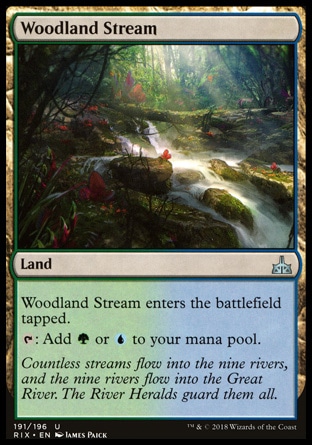 Woodland Stream
Land
Woodland Stream enters the battlefield
tapped.
: Add or to your mana pool.
Countless streams flow into the nine rivers,
and the nine rivers flow into the Great
River. The River Heralds guard them all.
191/196 U
RIX • EN James Paick
™ & © 2018 Wizards of the Coast